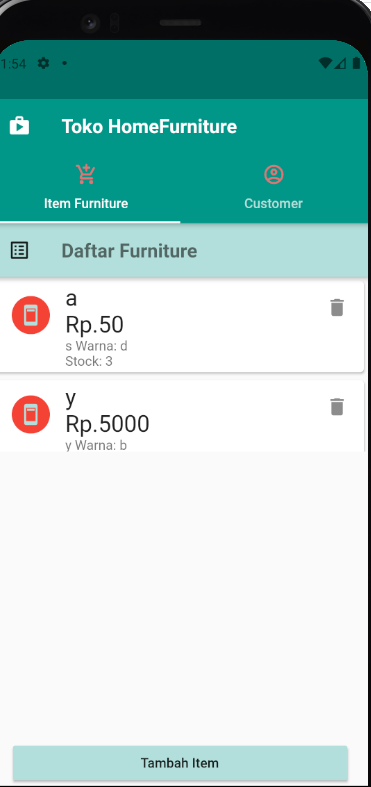 1:54
Toko HomeFurniture
Item Furniture
Customer
Daftar Furniture
a
Rp.50
s Warna: d
Stock: 3
y
Rp.5000
y Warna: b
Tambah Item